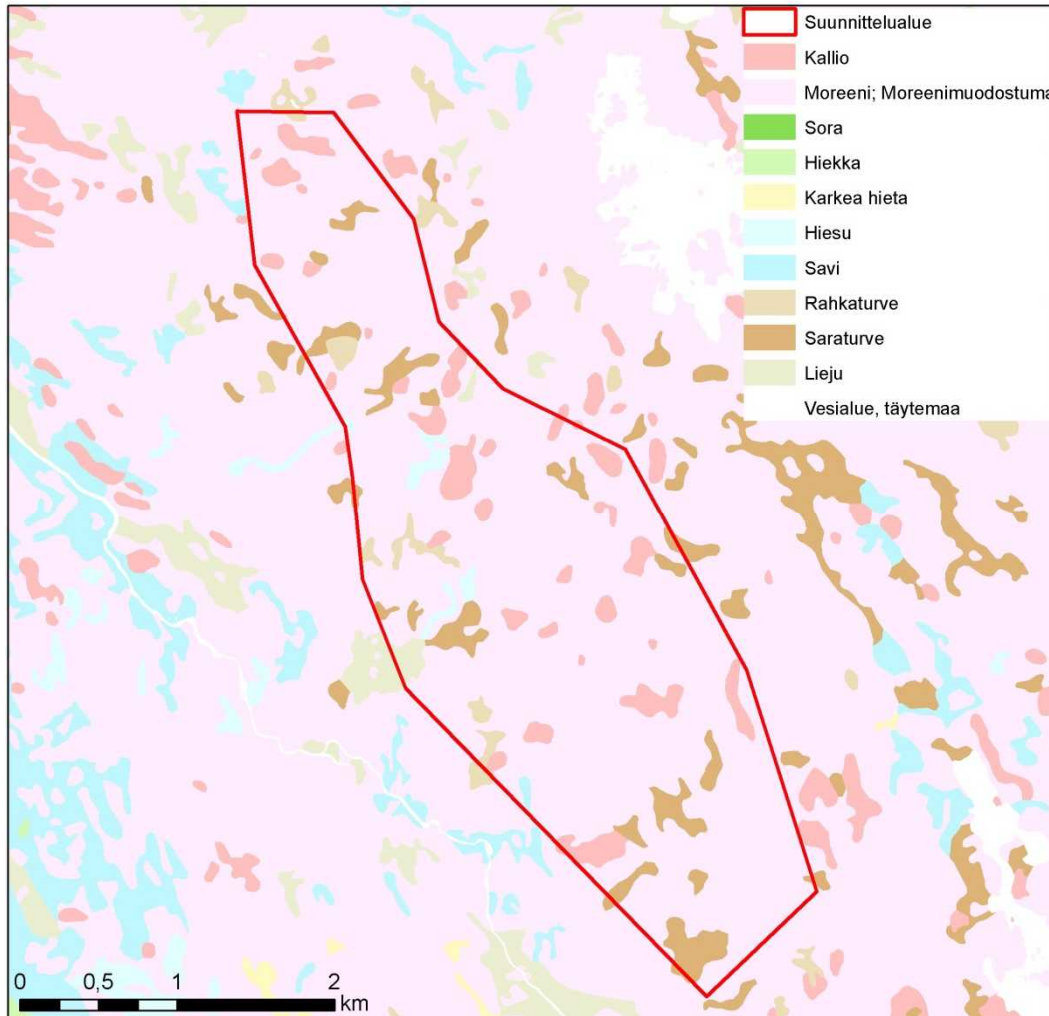 Suunnittelualue
Kallio
Moreeni; Moreenimuodostuma
Sora
Hiekka
Karkea hieta
Hiesu
Savi
Rahkaturve
Saraturve
Lieju
Vesialue, täytemaa
0 0,5 1 2
km